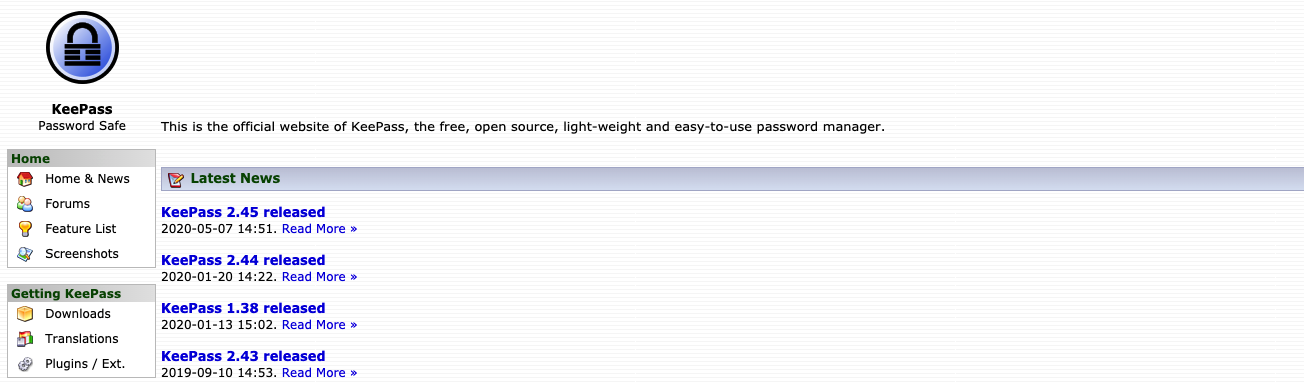 KeePass
Password Safe
This is the official website of KeePass, the free, open source, light-weight and easy-to-use password manager.
Home
Home & News
Forums
Feature List
Screenshots
Getting KeePass
Downloads
Translations
Plugins / Ext.
Latest News
KeePass 2.45 released
2020-05-07 14:51. Read More »
KeePass 2.44 released
2020-01-20 14:22. Read More »
KeePass 1.38 released
2020-01-13 15:02. Read More »
KeePass 2.43 released
2019-09-10 14:53. Read More »